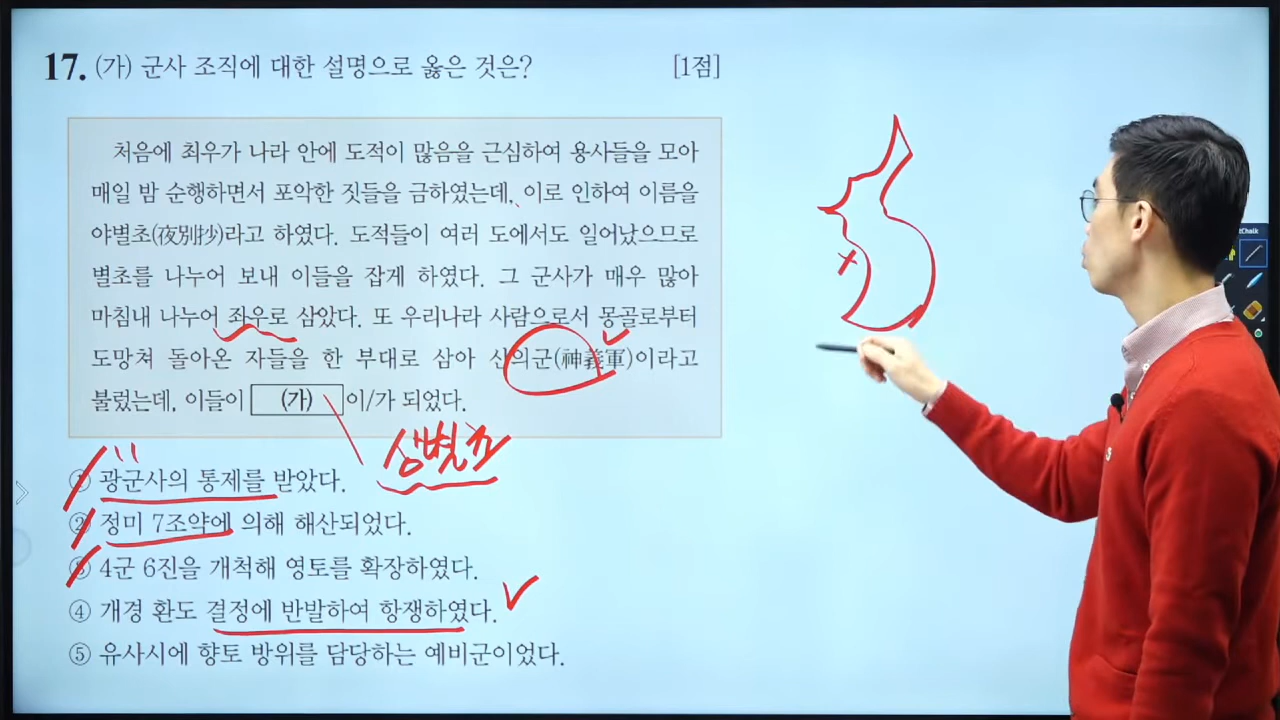 17. (가) 군사 조직에 대한 설명으로 옳은 것은? [1점]
처음에 최우가 나라 안에 도적이 많음을 근심하여 용사들을 모아
매일 밤 순행하면서 포악한 짓들을 금하였는데, 이로 인하여 이름을
야별초(夜別抄)라고 하였다. 도적들이 여러 도에서도 일어났으므로
별초를 나누어 보내 이들을 잡게 하였다. 그 군사가 매우 많아
마침내 나누어 좌우로 삼았다. 또 우리나라 사람으로서 몽골로부터
도망쳐 돌아온 자들을 한 부대로 삼아 신의군(神義軍)이라고
불렀는데, 이들이 (가) 이/가 되었다.
삼별초
① 광군사의 통제를 받았다.
② 정미 7조약에 의해 해산되었다.
③ 4군 6진을 개척해 영토를 확장하였다.
④ 개경 환도 결정에 반발하여 항쟁하였다.
⑤ 유사시에 향토 방위를 담당하는 예비군이었다.